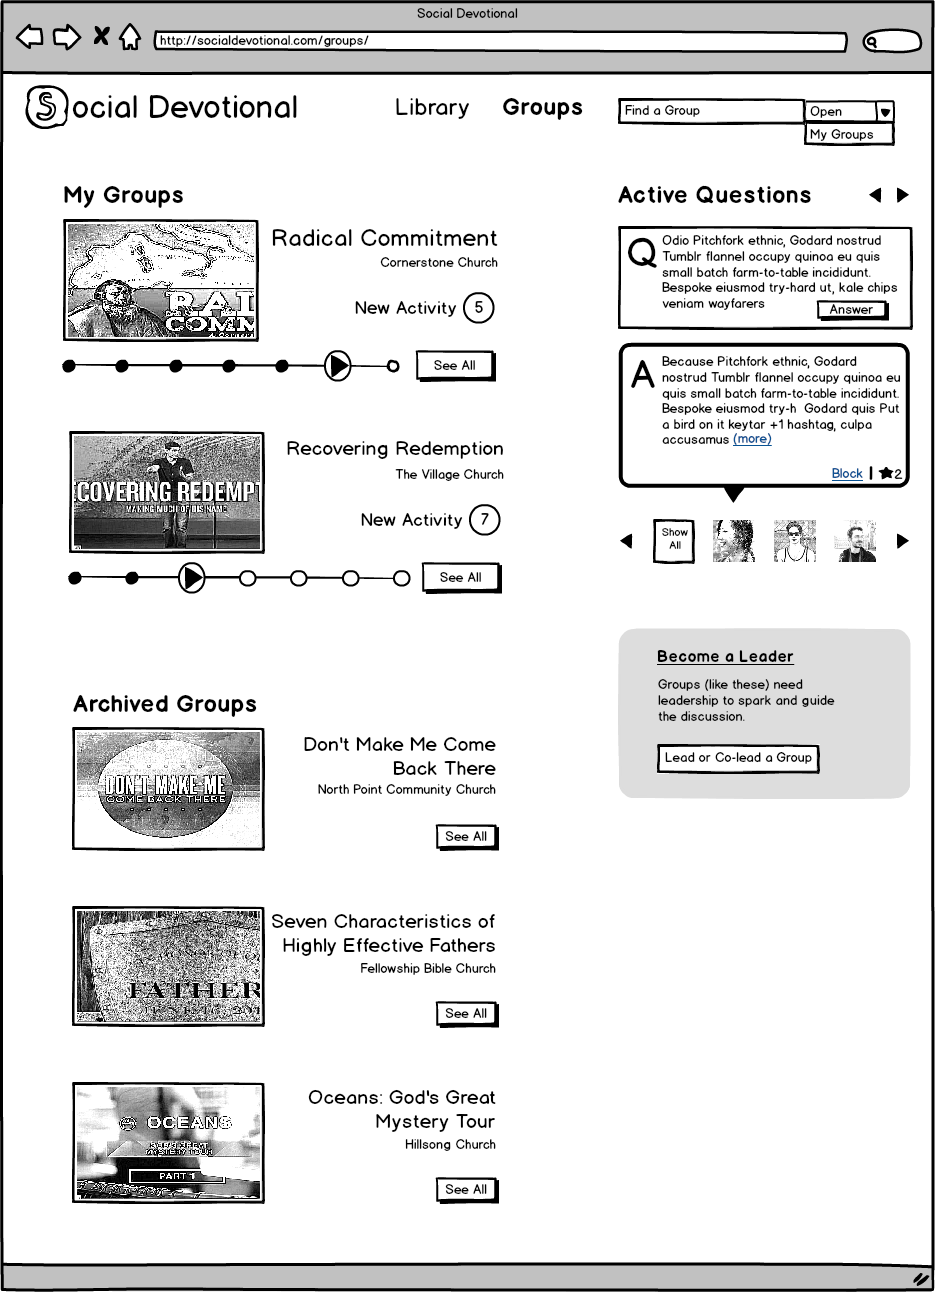 Social Devotional
http://socialdevotional.com/groups/
Social Devotional
Library
Groups
Find a Group
Open
My Groups
My Groups
Radical Commitment
Cornerstone Church
New Activity 5
RAI
COMM
See All
COVERING REDEMPT
MAKING MUCH OF HIS NAME
Recovering Redemption
The Village Church
New Activity 7
See All
Archived Groups
DON'T MAKE ME
COME BACK THERE
Don't Make Me Come
Back There
North Point Community Church
See All
FATHER
Seven Characteristics of
Highly Effective Fathers
Fellowship Bible Church
See All
OCEANS
MYSTERY TOUR
PART 1
Oceans: God's Great
Mystery Tour
Hillsong Church
See All
Active Questions
Q
Odio Pitchfork ethnic, Godard nostrud
Tumblr flannel occupy quinoa eu quis
small batch farm-to-table incididunt.
Bespoke eiusmod try-hard ut, kale chips
veniam wayfarers
Answer
A
Because Pitchfork ethnic, Godard
nostrud Tumblr flannel occupy quinoa eu
quis small batch farm-to-table incididunt.
Bespoke eiusmod try-h Godard quis Put
a bird on it keytar +1 hashtag, culpa
accusamus (more)
Block
2
Show
All
Become a Leader
Groups (like these) need
leadership to spark and guide
the discussion.
Lead or Co-lead a Group